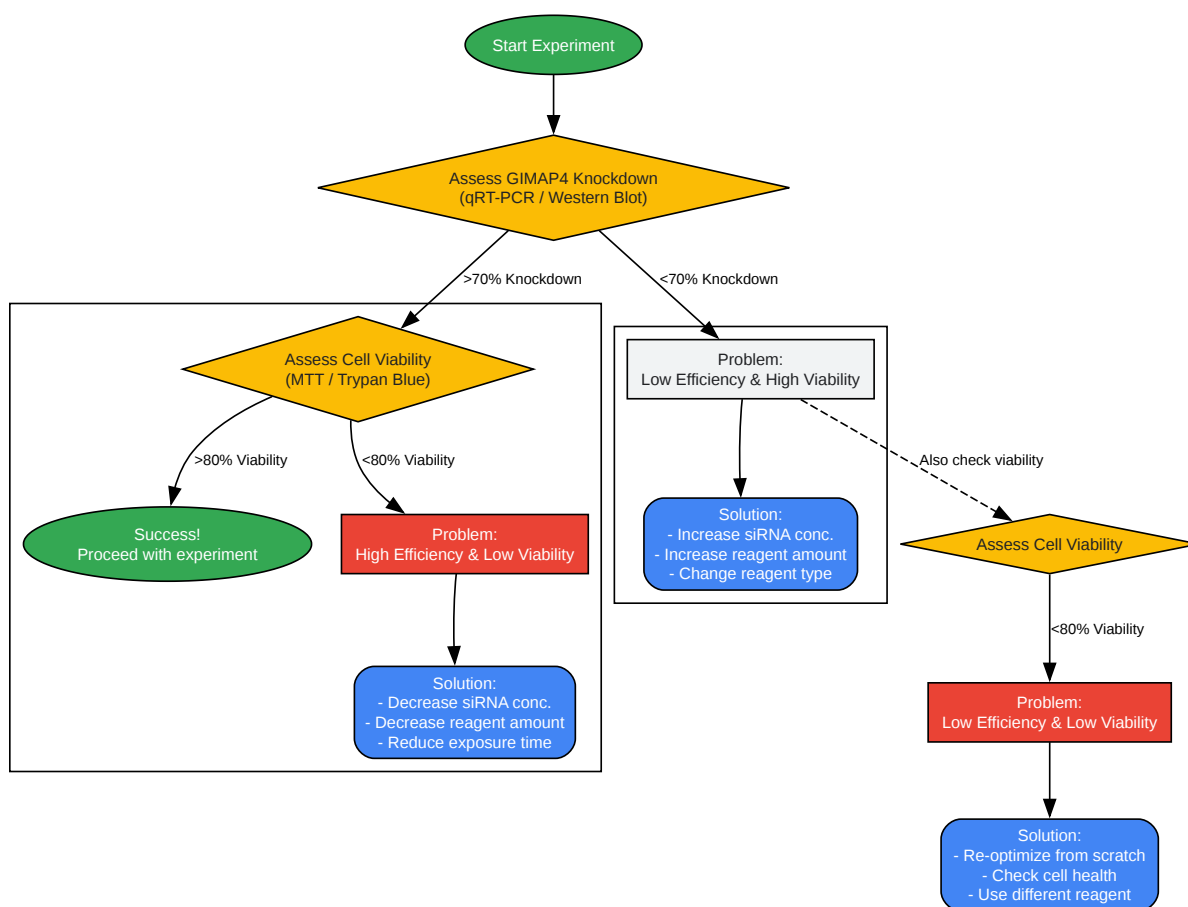 Start Experiment
Assess GIMAP4 Knockdown
(qRT-PCR / Western Blot)
>70% Knockdown
<70% Knockdown
Assess Cell Viability
(MTT / Trypan Blue)
Problem:
Low Efficiency & High Viability
>80% Viability
<80% Viability
Also check viability
Success!
Proceed with experiment
Problem:
High Efficiency & Low Viability
Solution:
- Increase siRNA conc.
- Increase reagent amount
- Change reagent type
Assess Cell Viability
<80% Viability
Solution:
- Decrease siRNA conc.
- Decrease reagent amount
- Reduce exposure time
Problem:
Low Efficiency & Low Viability
Solution:
- Re-optimize from scratch
- Check cell health
- Use different reagent